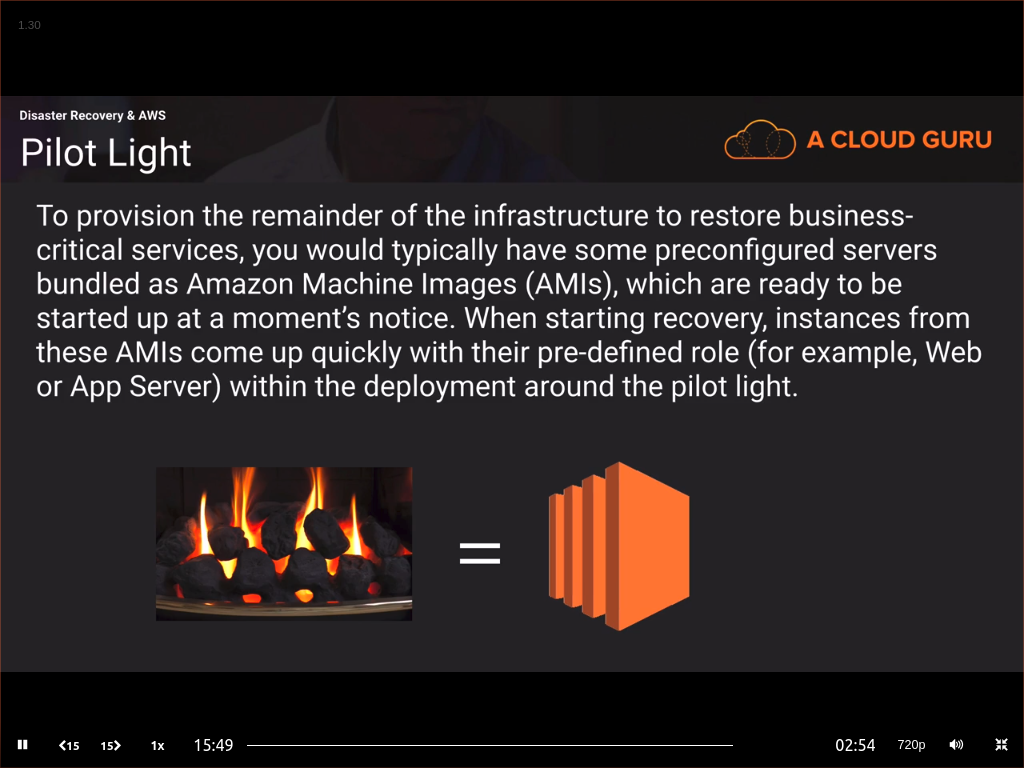 1.30
Disaster Recovery & AWS
Pilot Light
A CLOUD GURU
To provision the remainder of the infrastructure to restore business-
critical services, you would typically have some preconfigured servers
bundled as Amazon Machine Images (AMIs), which are ready to be
started up at a moment’s notice. When starting recovery, instances from
these AMIs come up quickly with their pre-defined role (for example, Web
or App Server) within the deployment around the pilot light.
=
15 15 1x 15:49 02:54 720p